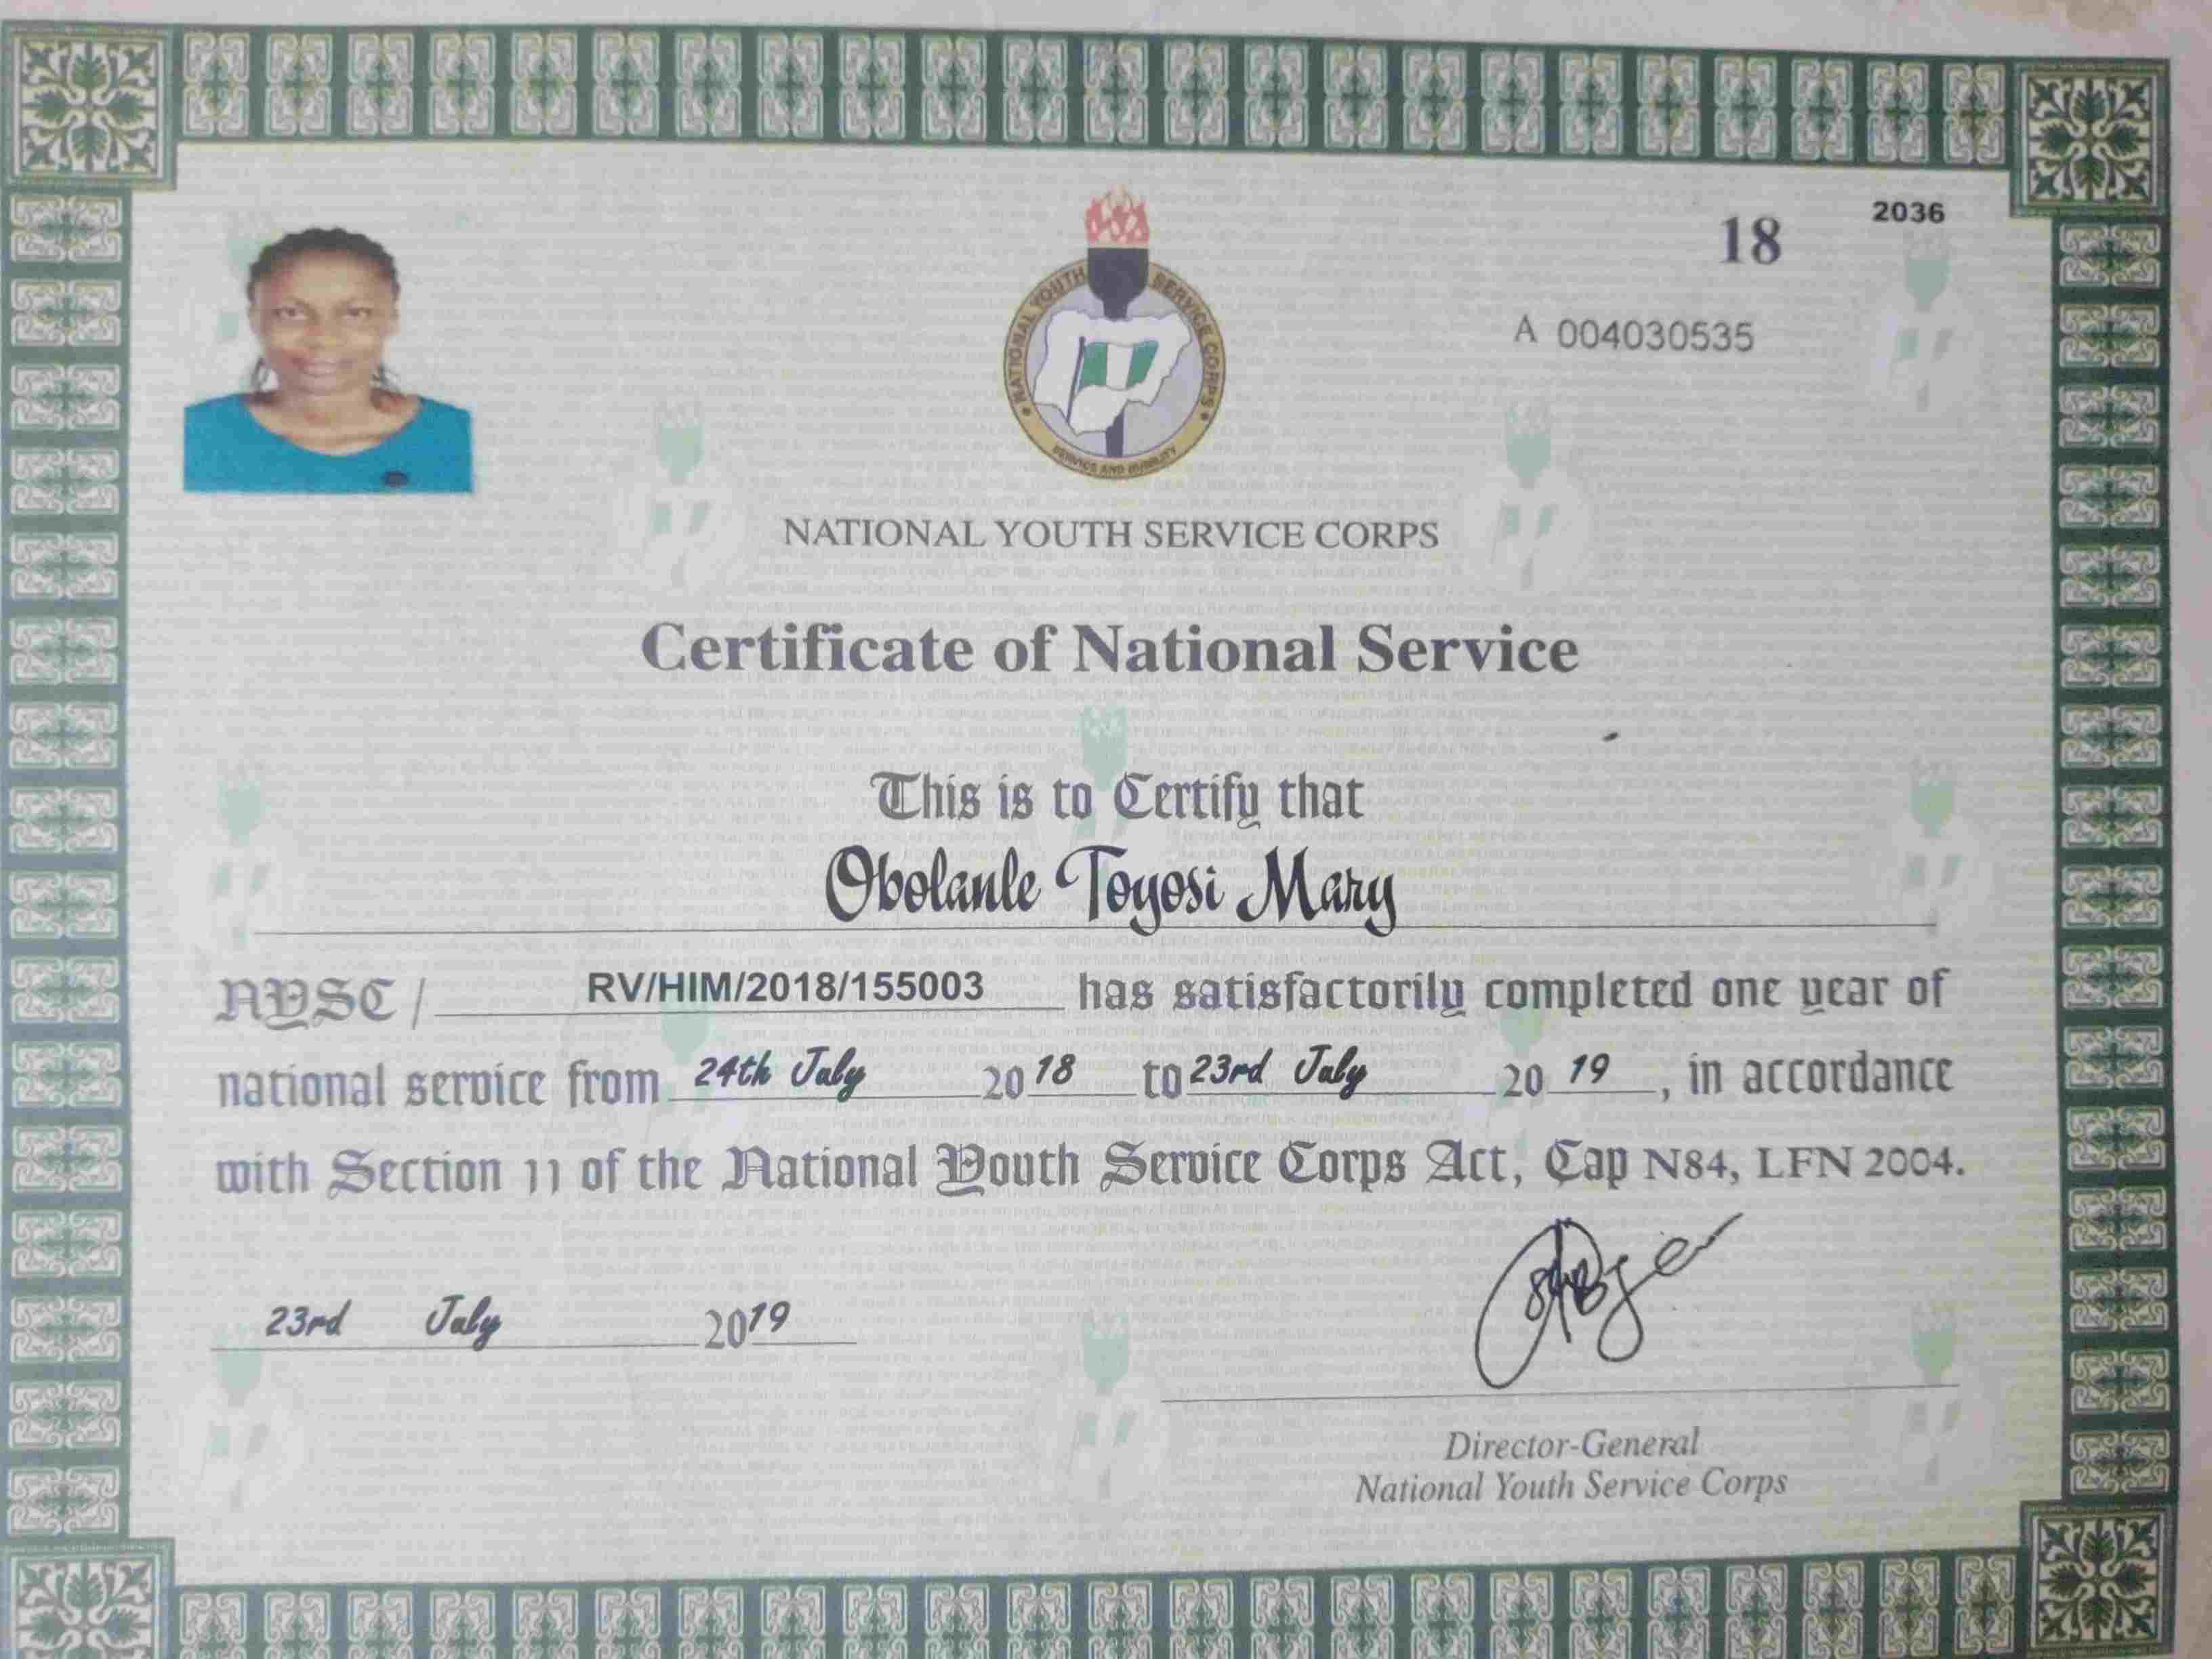 18
2036
A 004030535
NATIONAL YOUTH SERVICE CORPS
SERVICE AND HUMILITY
NATIONAL YOUTH SERVICE CORPS
Certificate of National Service
This is to Certify that
Obolanle Toyosi Mary
NYSC / RV/HIM/2018/155003 has satisfactorily completed one year of
national service from 24th July 2018 to 23rd July 2019, in accordance
with Section 11 of the National Youth Service Corps Act, Cap N84, LFN 2004.
23rd July 2019
Director-General
National Youth Service Corps